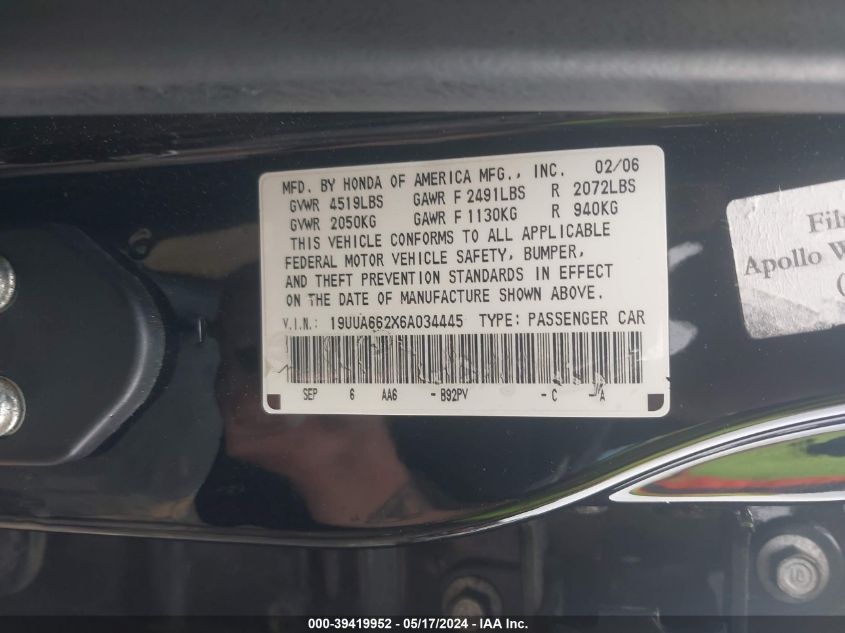 MFD. BY HONDA OF AMERICA MFG., INC. 02/06
GVWR 4519LBS GAWR F 2491LBS R 2072LBS
GVWR 2050KG GAWR F 1130KG R 940KG
THIS VEHICLE CONFORMS TO ALL APPLICABLE
FEDERAL MOTOR VEHICLE SAFETY, BUMPER,
AND THEFT PREVENTION STANDARDS IN EFFECT
ON THE DATE OF MANUFACTURE SHOWN ABOVE.
V.I.N.: 19UUA662X6A034445 TYPE: PASSENGER CAR
SEP 6 AA6 - B92PV - C - A
Apollo
10
000-39419952 - 05/17/2024 - IAA Inc.